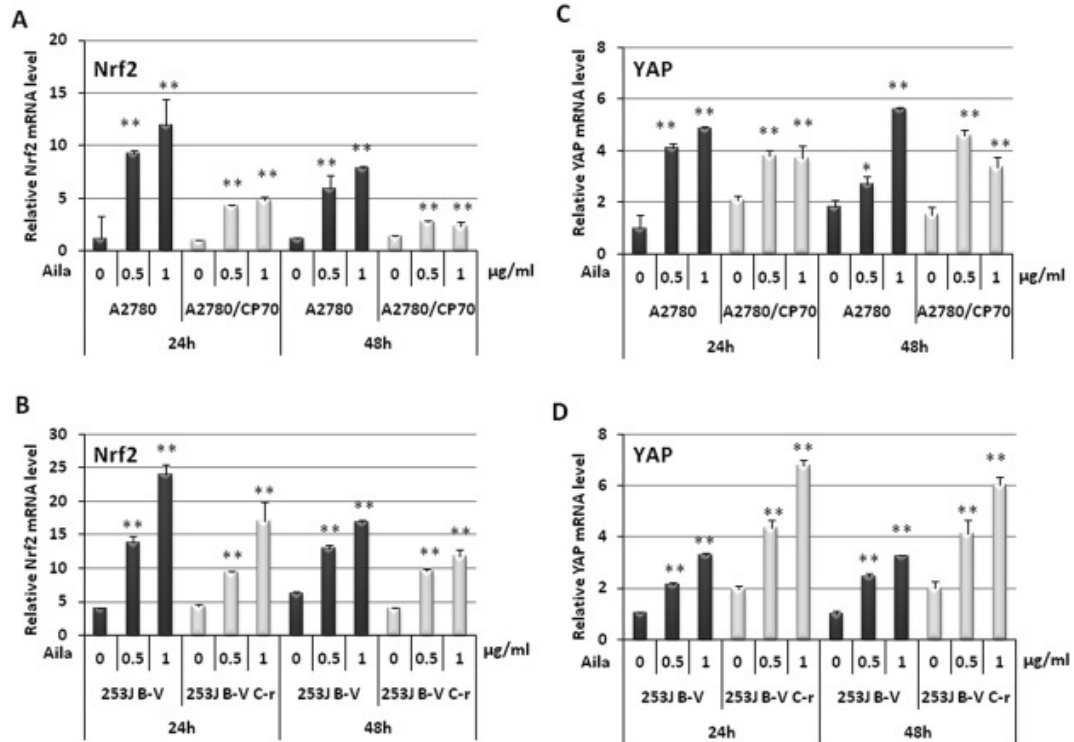 A
Relative Nrf2 mRNA level
20
15
10
5
0
Nrf2
** ** ** ** ** ** ** **
Aila 0 0.5 1 0 0.5 1 0 0.5 1 0 0.5 1 µg/ml
A2780 A2780/CP70 A2780 A2780/CP70
24h 48h
C
Relative YAP mRNA level
8
6
4
2
0
YAP
** ** ** ** * ** ** **
Aila 0 0.5 1 0 0.5 1 0 0.5 1 0 0.5 1 µg/ml
A2780 A2780/CP70 A2780 A2780/CP70
24h 48h
B
Relative Nrf2 mRNA level
30
25
20
15
10
5
0
Nrf2
** ** ** ** ** ** ** **
Aila 0 0.5 1 0 0.5 1 0 0.5 1 0 0.5 1 µg/ml
253J B-V 253J B-V C-r 253J B-V 253J B-V C-r
24h 48h
D
Relative YAP mRNA level
8
6
4
2
0
YAP
** ** ** ** ** ** ** **
Aila 0 0.5 1 0 0.5 1 0 0.5 1 0 0.5 1 µg/ml
253J B-V 253J B-V C-r 253J B-V 253J B-V C-r
24h 48h